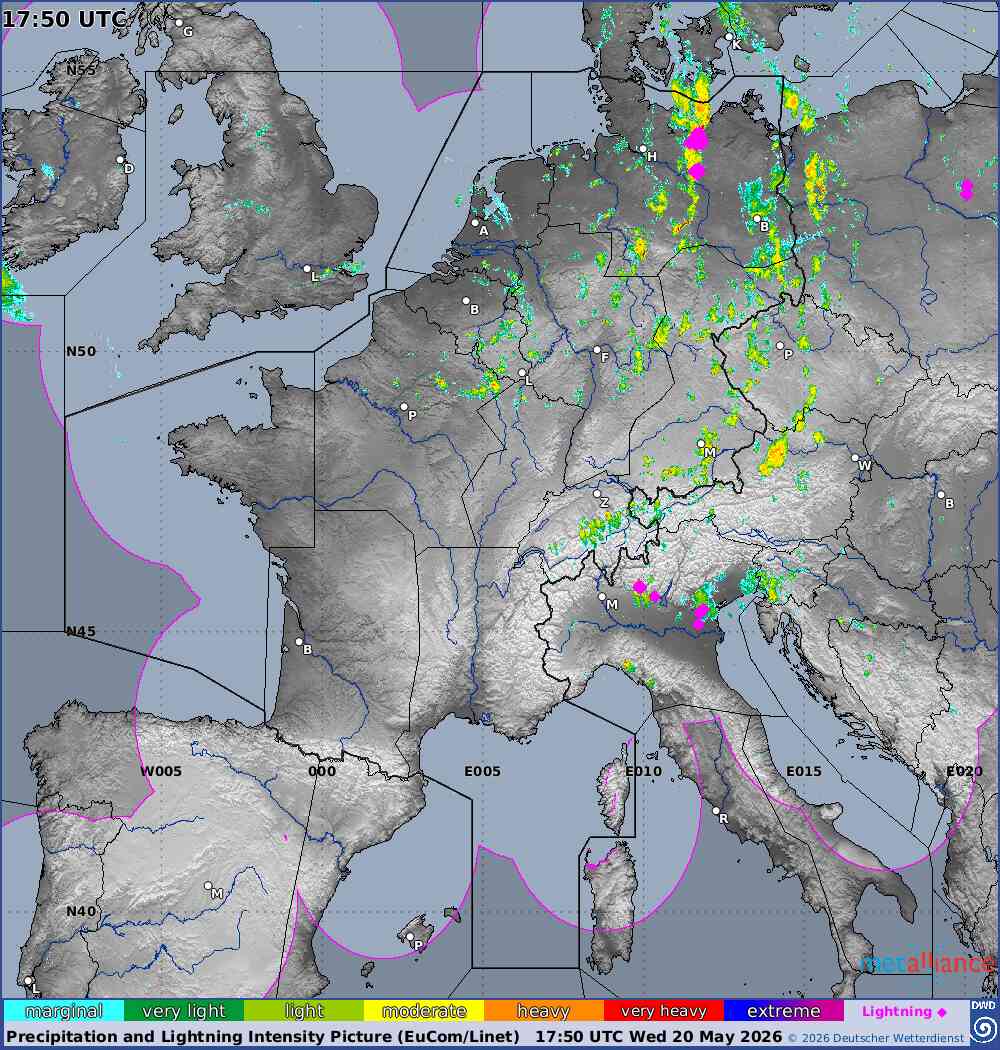 17:50 UTC
G
K
N55
D
H
A
B
L
B
N50
F
P
L
P
M
W
Z
B
M
N45
B
W005
000
E005
E010
E015
E020
R
M
N40
P
L
metalliance
marginal
very light
light
moderate
heavy
very heavy
extreme
Lightning
DWD
Precipitation and Lightning Intensity Picture (EuCom/Linet) 17:50 UTC Wed 20 May 2026 © 2026 Deutscher Wetterdienst